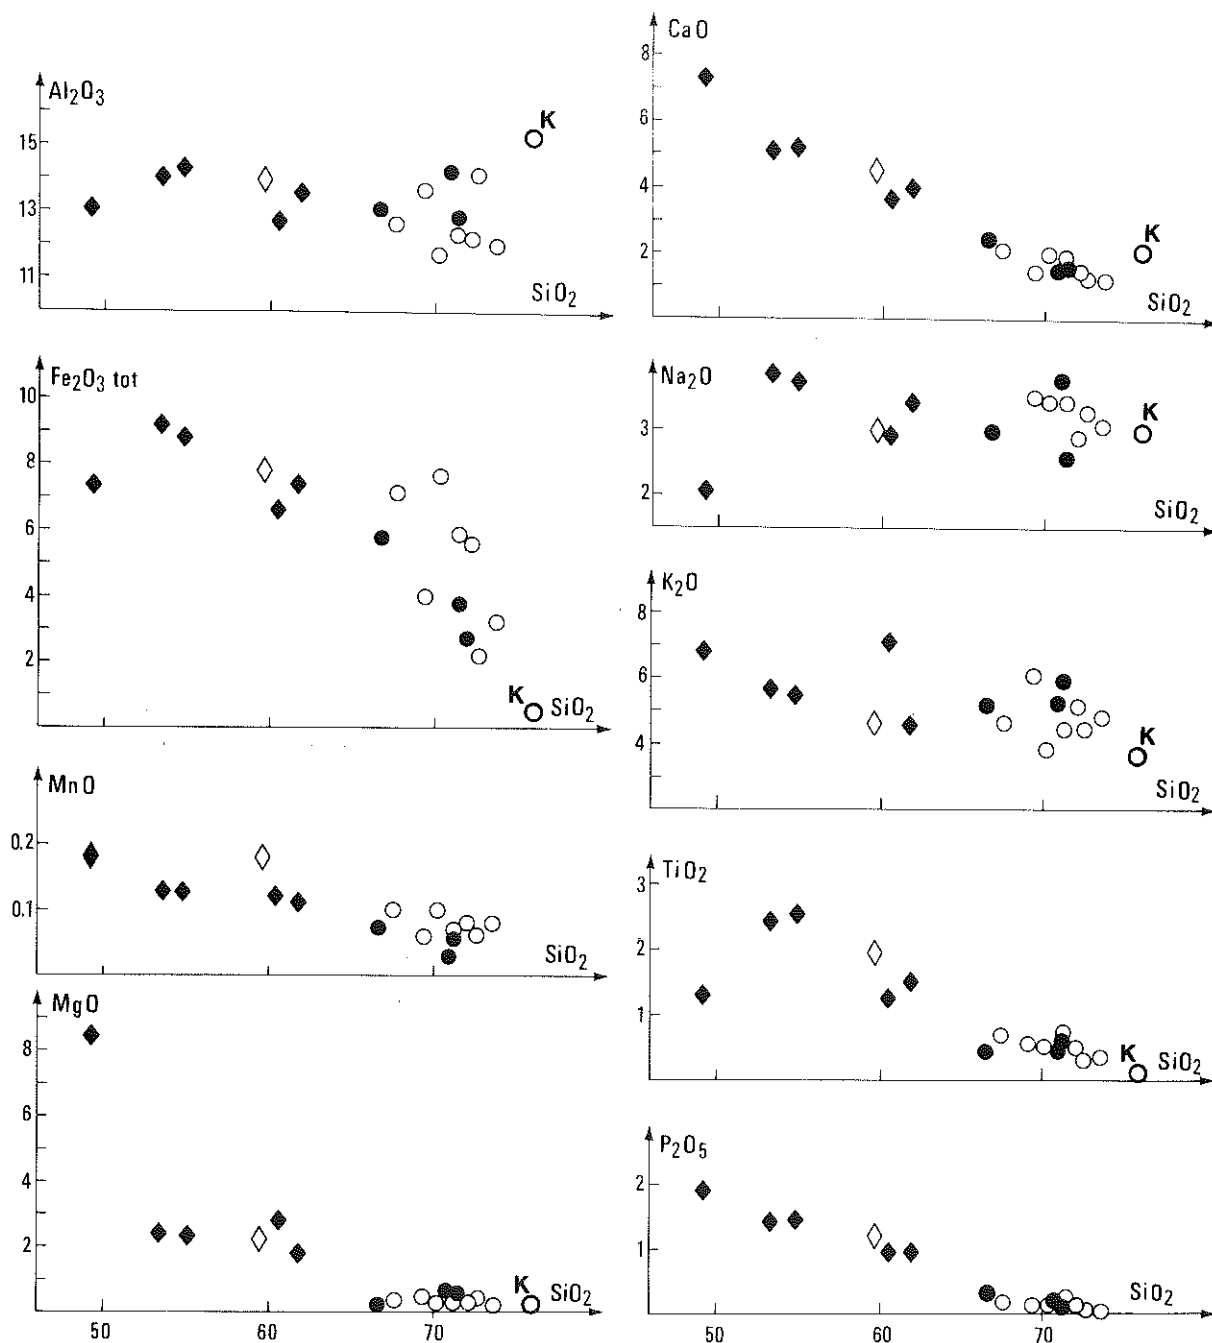 Al₂O₃
15
13
11
K
SiO₂
Fe₂O₃ tot
10
8
6
4
2
K
SiO₂
MnO
0.2
0.1
SiO₂
MgO
8
6
4
2
K
SiO₂
50
60
70
CaO
8
6
4
2
K
SiO₂
Na₂O
3
2
K
SiO₂
K₂O
8
6
4
K
SiO₂
TiO₂
3
2
1
K
SiO₂
P₂O₅
2
1
SiO₂
50
60
70